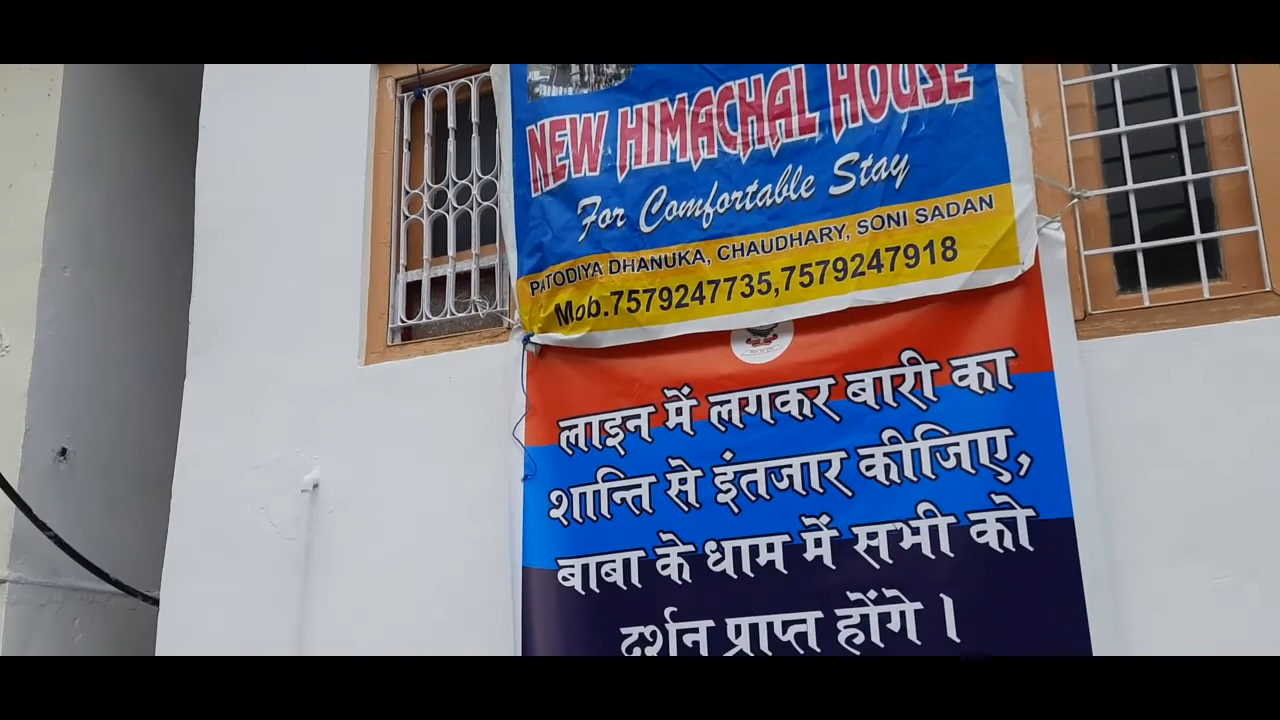 NEW HIMACHAL HOUSE
For Comfortable Stay
PATODIYA DHANUKA, CHAUDHARY, SONI SADAN
Mob.7579247735,7579247918
लाइन में लगकर बारी का
शान्ति से इंतजार कीजिए,
बाबा के धाम में सभी को
दर्शन प्राप्त होंगे ।